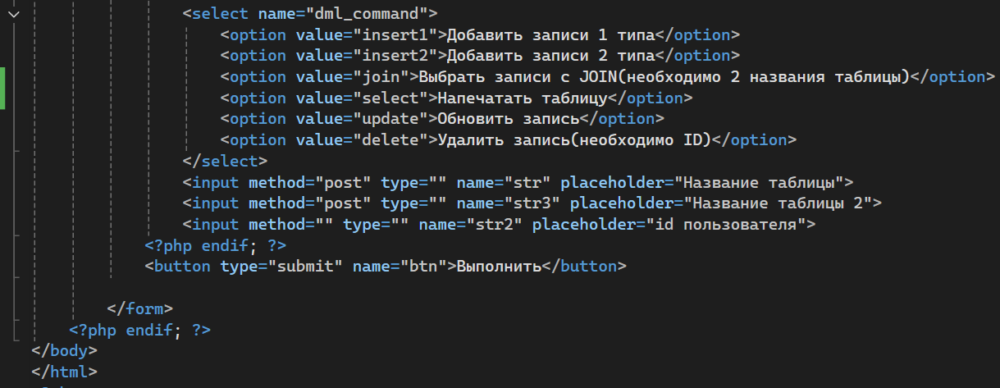 <select name="dml_command">
<option value="insert1">Добавить записи 1 типа</option>
<option value="insert2">Добавить записи 2 типа</option>
<option value="join">Выбрать записи с JOIN(необходимо 2 названия таблицы)</option>
<option value="select">Напечатать таблицу</option>
<option value="update">Обновить запись</option>
<option value="delete">Удалить запись(необходимо ID)</option>
</select>
<input method="post" type="" name="str" placeholder="Название таблицы">
<input method="post" type="" name="str3" placeholder="Название таблицы 2">
<input method="" type="" name="str2" placeholder="id пользователя">
<?php endif; ?>
<button type="submit" name="btn">Выполнить</button>
</form>
<?php endif; ?>
</body>
</html>